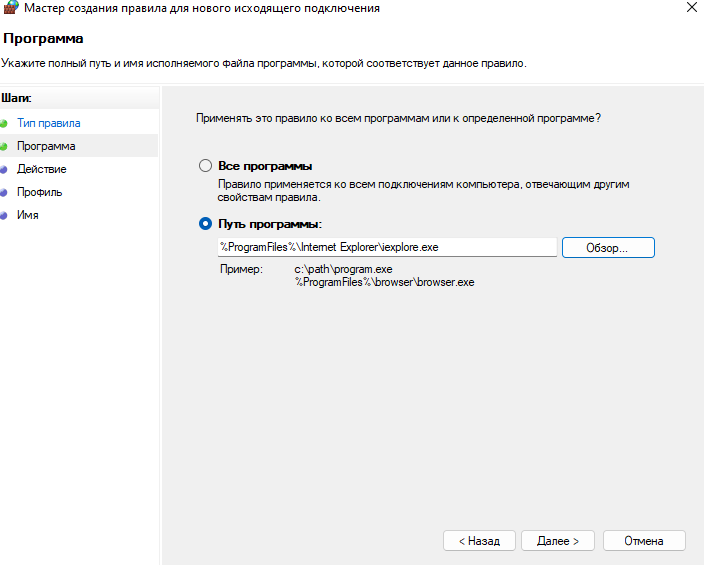 Мастер создания правила для нового исходящего подключения
Программа
Укажите полный путь и имя исполняемого файла программы, которой соответствует данное правило.
Шаги:
Тип правила
Программа
Действие
Профиль
Имя
Применять это правило ко всем программам или к определенной программе?
Все программы
Правило применяется ко всем подключениям компьютера, отвечающим другим
свойствам правила.
Путь программы:
%ProgramFiles%\Internet Explorer\iexplore.exe
Обзор...
Пример: c:\path\program.exe
%ProgramFiles%\browser\browser.exe
< Назад Далее > Отмена